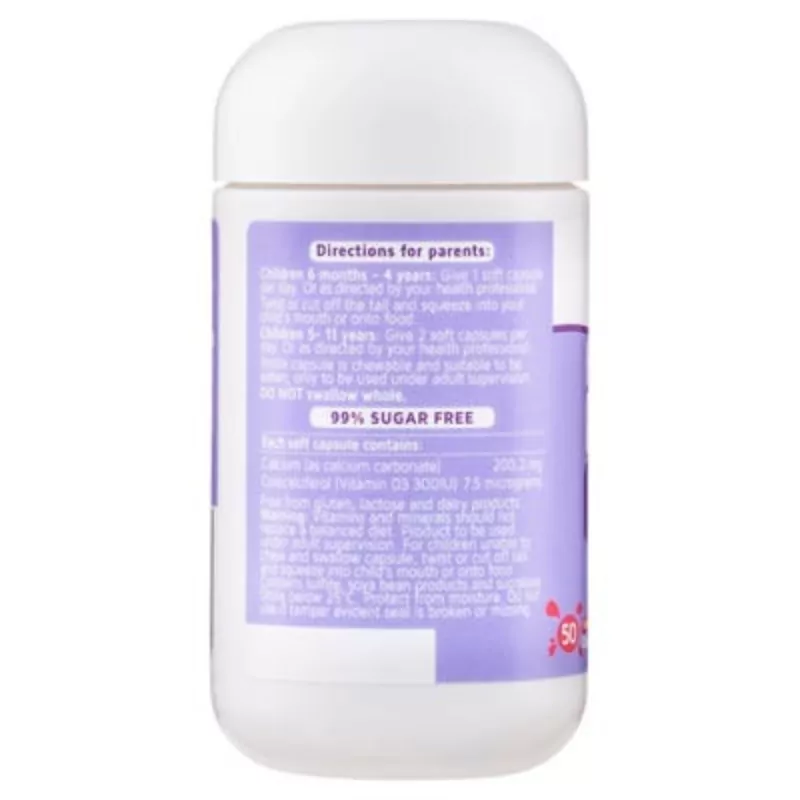 Directions for parents:
Children 6 months - 4 years: Give 1 soft capsule
per day. Or as directed by your health professional.
Twist or cut off the tail and squeeze into your
child's mouth or onto food.
Children 5- 11 years: Give 2 soft capsules per
day. Or as directed by your health professional.
capsule is chewable and suitable to be
only to be used under adult supervision.
DO NOT swallow whole.
99% SUGAR FREE
Each soft capsule contains:
Calcium (as calcium carbonate) 200.2 mg
Colecalciferol (Vitamin D3 300IU) 7.5 micrograms
Free from gluten, lactose and dairy products.
Warning: Vitamins and minerals should not
replace a balanced diet. Product to be used
under adult supervision. For children unable to
chew and swallow capsule, twist or cut off tail
and squeeze into child's mouth or onto food.
Contains sulfite, soya bean products and sucralose.
Store below 25°C. Protect from moisture. Do not
use if tamper evident seal is broken or missing.
50